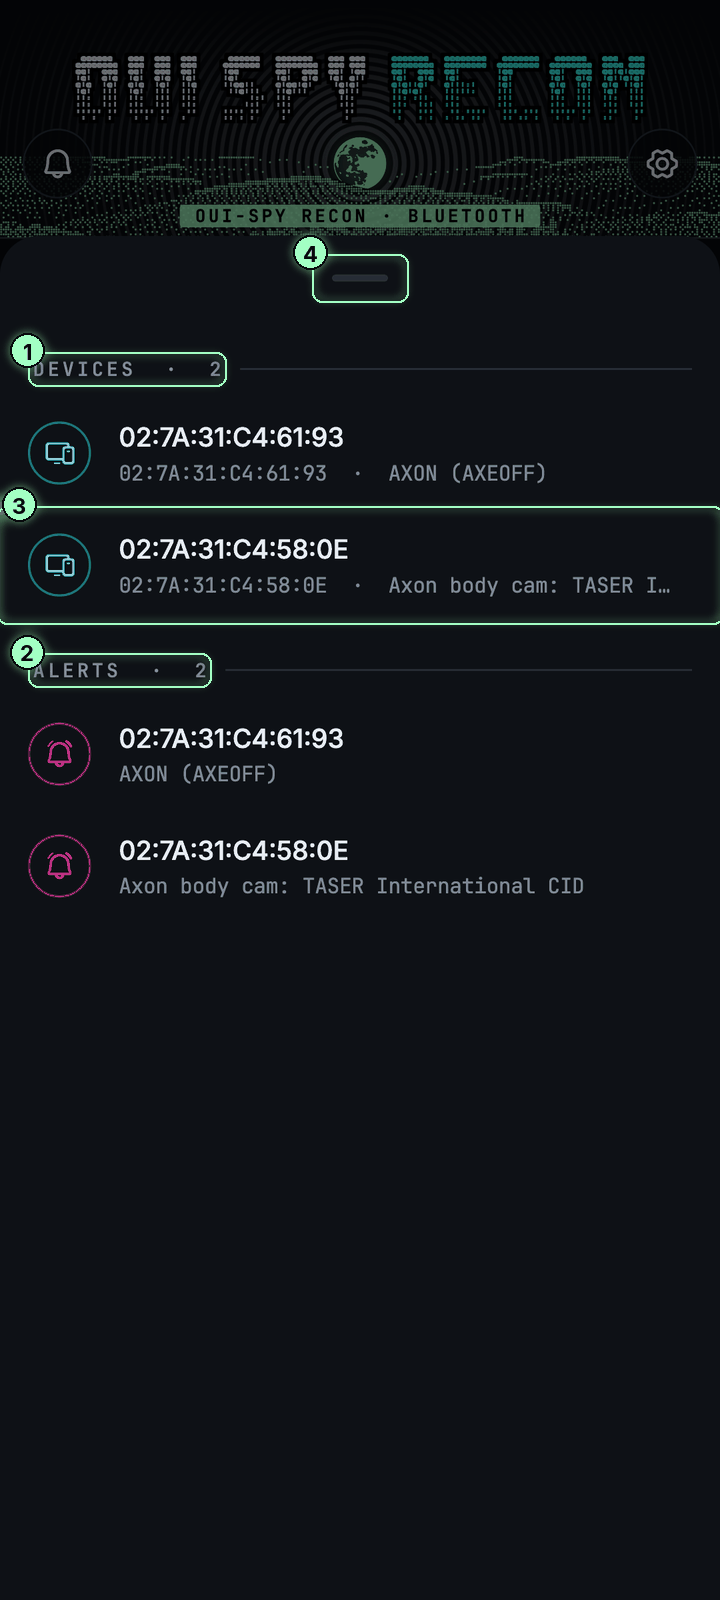 OUI SPY RECON
OUI-SPY RECON · BLUETOOTH
4
1
DEVICES · 2
02:7A:31:C4:61:93
02:7A:31:C4:61:93 · AXON (AXEOFF)
3
02:7A:31:C4:58:0E
02:7A:31:C4:58:0E · Axon body cam: TASER I…
2
ALERTS · 2
02:7A:31:C4:61:93
AXON (AXEOFF)
02:7A:31:C4:58:0E
Axon body cam: TASER International CID